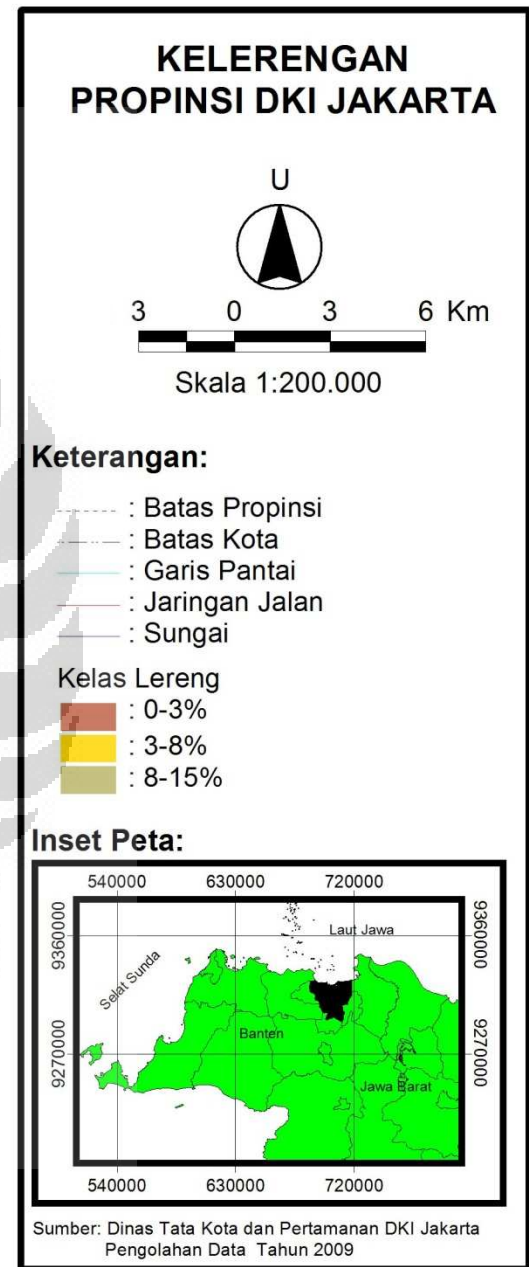 KELERENGAN
PROPINSI DKI JAKARTA
U
3 0 3 6 Km
Skala 1:200.000
Keterangan:
: Batas Propinsi
: Batas Kota
: Garis Pantai
: Jaringan Jalan
: Sungai
Kelas Lereng
: 0-3%
: 3-8%
: 8-15%
Inset Peta:
540000 630000 720000
9360000 9360000
Laut Jawa
Selat Sunda
Banten
9270000 9270000
Jawa Barat
540000 630000 720000
Sumber: Dinas Tata Kota dan Pertamanan DKI Jakarta
Pengolahan Data Tahun 2009